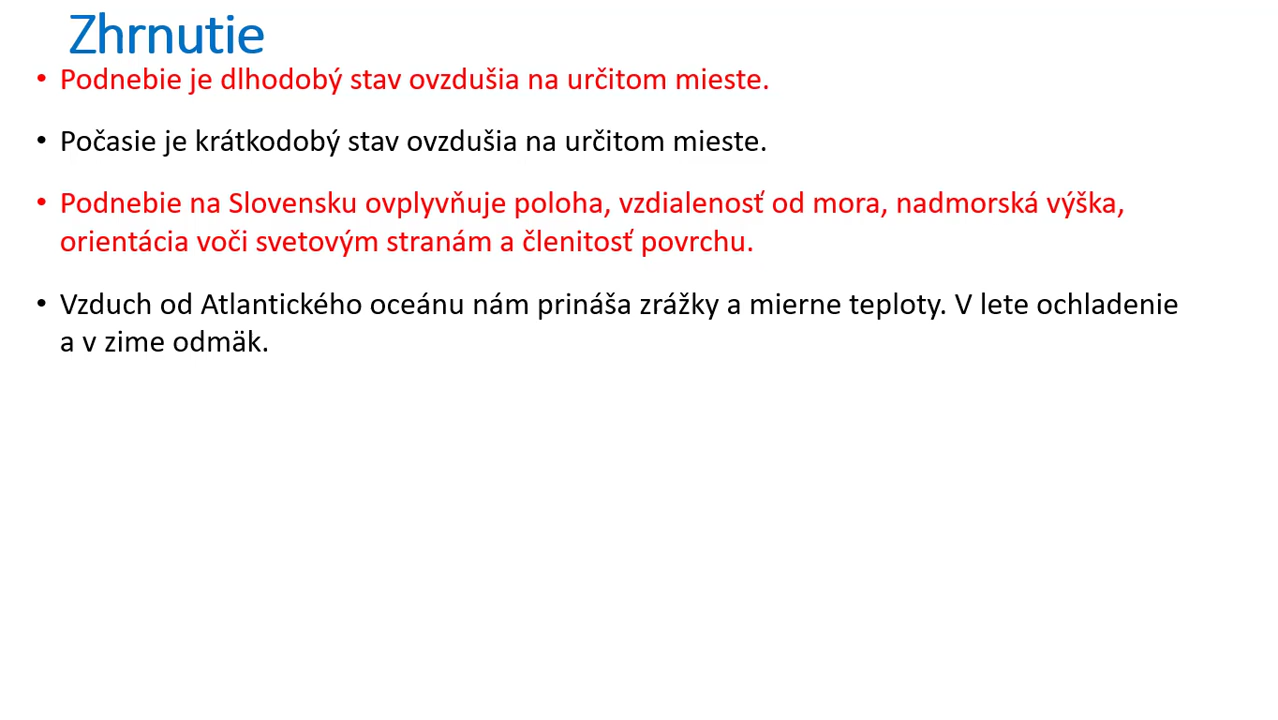 Zhrnutie
• Podnebie je dlhodobý stav ovzdušia na určitom mieste.
• Počasie je krátkodobý stav ovzdušia na určitom mieste.
• Podnebie na Slovensku ovplyvňuje poloha, vzdialenosť od mora, nadmorská výška,
orientácia voči svetovým stranám a členitosť povrchu.
• Vzduch od Atlantického oceánu nám prináša zrážky a mierne teploty. V lete ochladenie
a v zime odmäk.